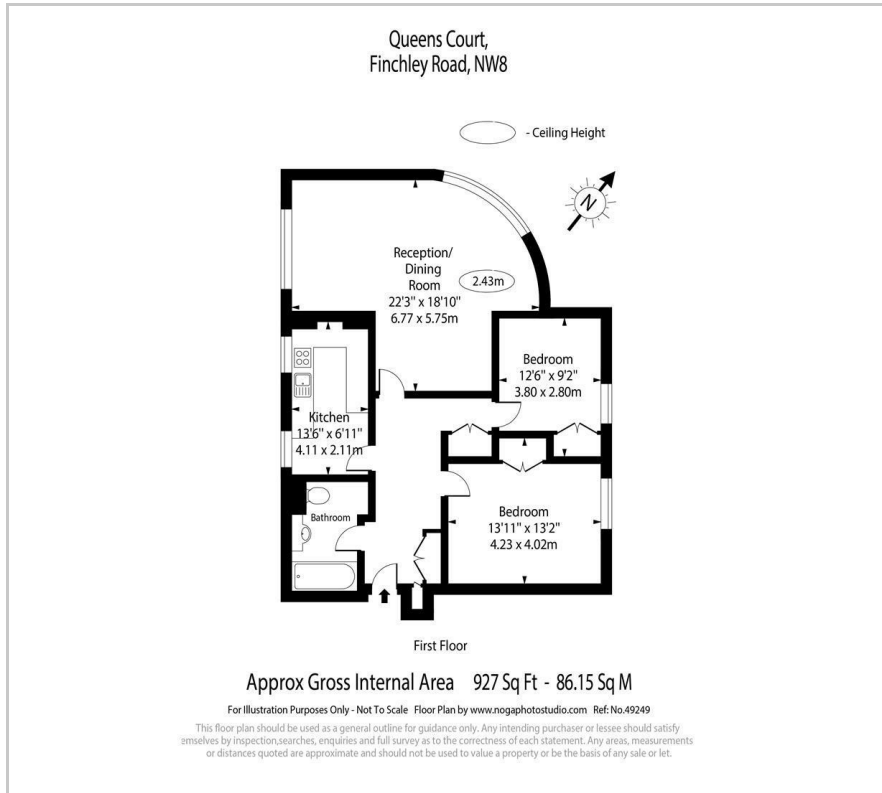 Queens Court,
Finchley Road, NW8
- Ceiling Height
N
Reception/
Dining
Room
22'3" x 18'10"
6.77 x 5.75m
2.43m
Bedroom
12'6" x 9'2"
3.80 x 2.80m
Kitchen
13'6" x 6'11"
4.11 x 2.11m
Bathroom
Bedroom
13'11" x 13'2"
4.23 x 4.02m
First Floor
Approx Gross Internal Area 927 Sq Ft - 86.15 Sq M
For Illustration Purposes Only - Not To Scale Floor Plan by www.nogaphotostudio.com Ref: No.49249
This floor plan should be used as a general outline for guidance only. Any intending purchaser or lessee should satisfy
emselves by inspection,searches, enquiries and full survey as to the correctness of each statement. Any areas, measurements
or distances quoted are approximate and should not be used to value a property or be the basis of any sale or let.